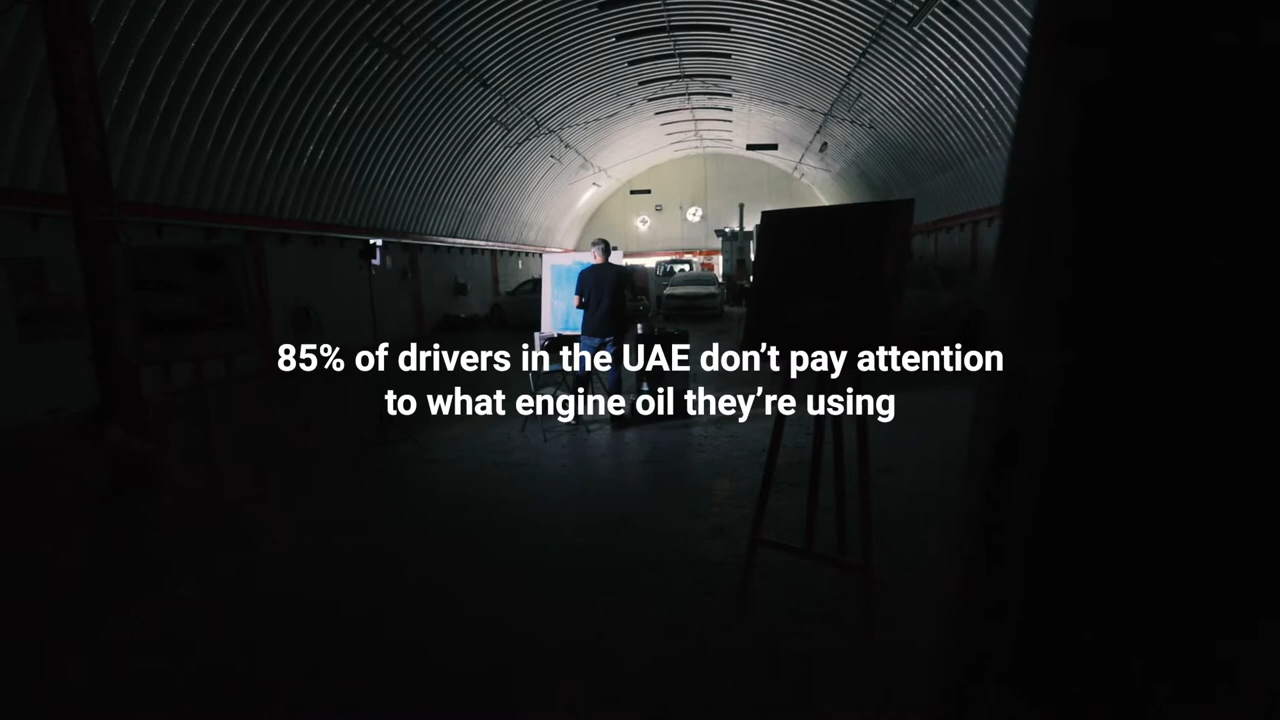 85% of drivers in the UAE don’t pay attention
to what engine oil they’re using